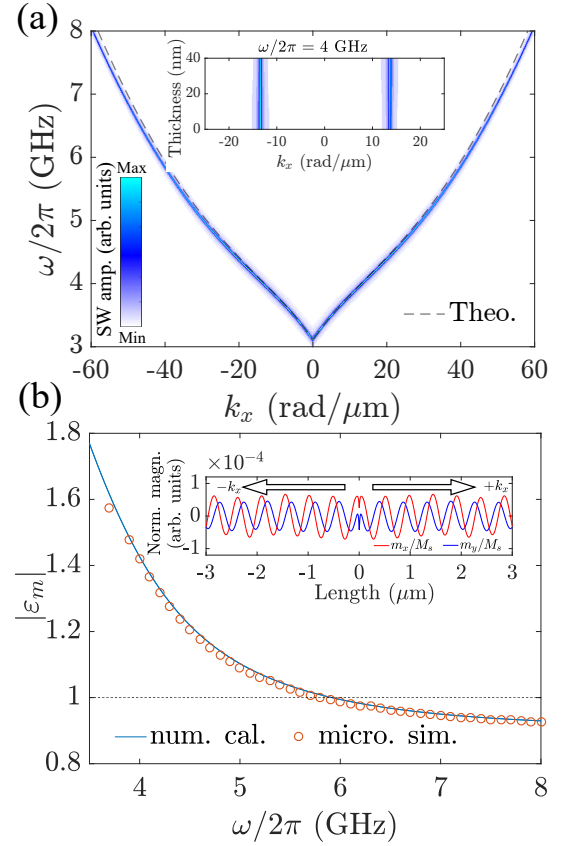 (a)
ω/2π (GHz)
8
7
6
5
4
3
ω/2π = 4 GHz
Thickness (nm)
40
20
0
-20 -10 0 10 20
k_x (rad/μm)
SW amp. (arb. units)
Max
Min
Theo.
-60 -40 -20 0 20 40 60
k_x (rad/μm)
(b)
|ε_m|
1.8
1.6
1.4
1.2
1
0.8
×10⁻⁴
Norm. magn.
(arb. units)
1
0
-1
−k_x
+k_x
m_x/M_s m_y/M_s
-3 -2 -1 0 1 2 3
Length (μm)
num. cal. micro. sim.
4 5 6 7 8
ω/2π (GHz)